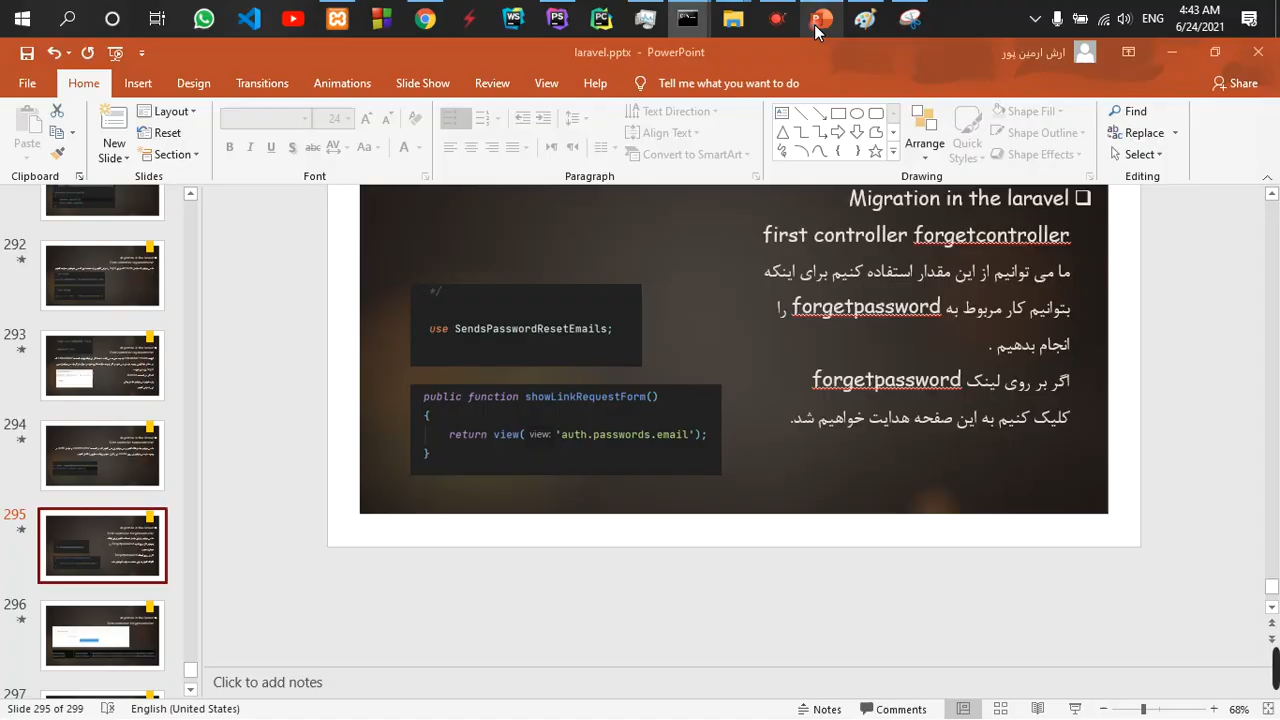 4:43 AM
6/24/2021
laravel.pptx - PowerPoint
ارش ارمین پور
File
Home
Insert
Design
Transitions
Animations
Slide Show
Review
View
Help
Tell me what you want to do
Share
Paste
Clipboard
New
Slide
Layout
Reset
Section
Slides
24
B
I
U
S
abc
AV
Aa
A
Font
Text Direction
Align Text
Convert to SmartArt
Paragraph
Arrange
Quick
Styles
Shape Fill
Shape Outline
Shape Effects
Drawing
Find
Replace
Select
Editing
292
293
294
295
296
297
Migration in the laravel
first controller forgetcontroller
ما می توانیم از این مقدار استفاده کنیم برای اینکه
بتوانیم کار مربوط به forgetpassword را
انجام بدهیم .
اگر بر روی لینک forgetpassword
کلیک کنیم به این صفحه هدایت خواهیم شد.
*/
use SendsPasswordResetEmails;
public function showLinkRequestForm()
{
return view( view: 'auth.passwords.email');
}
Click to add notes
Slide 295 of 299
English (United States)
Notes
Comments
68%